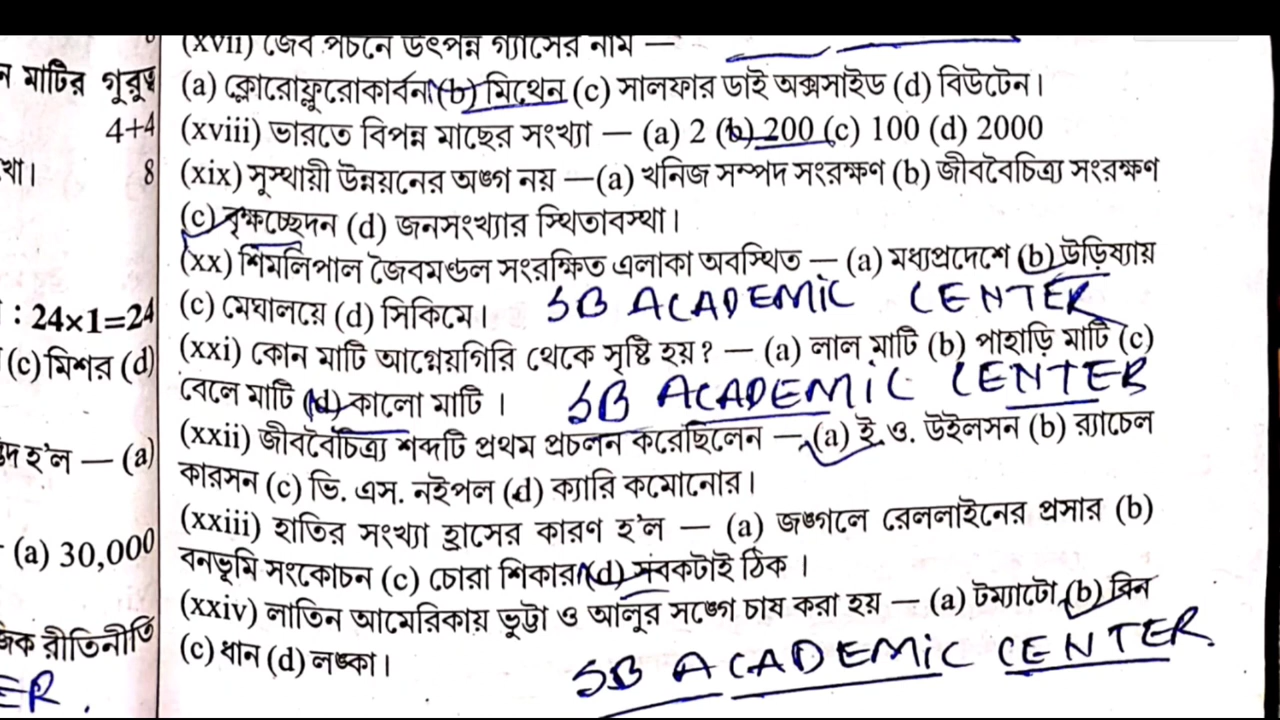 (xvii) জৈব পচনে উৎপন্ন গ্যাসের নাম —
ন মাটির গুরুত্ব
(a) ক্লোরোফ্লুরোকার্বন (b) মিথেন (c) সালফার ডাই অক্সাইড (d) বিউটেন।
4+4
(xviii) ভারতে বিপন্ন মাছের সংখ্যা — (a) 2 (b) 200 (c) 100 (d) 2000
খো। 8
(xix) সুস্থায়ী উন্নয়নের অঙ্গ নয় —(a) খনিজ সম্পদ সংরক্ষণ (b) জীববৈচিত্র্য সংরক্ষণ
(c) বৃক্ষচ্ছেদন (d) জনসংখ্যার স্থিতাবস্থা।
(xx) শিমলিপাল জৈবমণ্ডল সংরক্ষিত এলাকা অবস্থিত — (a) মধ্যপ্রদেশে (b) উড়িষ্যায়
: 24×1=24
(c) মেঘালয়ে (d) সিকিমে।
SB ACADEMIC CENTER
(c) মিশর (d)
(xxi) কোন মাটি আগ্নেয়গিরি থেকে সৃষ্টি হয়? — (a) লাল মাটি (b) পাহাড়ি মাটি (c)
বেলে মাটি (d) কালো মাটি ।
SB ACADEMIC CENTER
(xxii) জীববৈচিত্র্য শব্দটি প্রথম প্রচলন করেছিলেন — (a) ই. ও. উইলসন (b) র‍্যাচেল
দ হ'ল — (a)
কারসন (c) ভি. এস. নইপল (d) ক্যারি কমোনোর।
(xxiii) হাতির সংখ্যা হ্রাসের কারণ হ'ল — (a) জঙ্গলে রেললাইনের প্রসার (b)
(a) 30,000
বনভূমি সংকোচন (c) চোরা শিকার (d) সবকটাই ঠিক ।
(xxiv) লাতিন আমেরিকায় ভুট্টা ও আলুর সঙ্গে চাষ করা হয় — (a) টম্যাটো (b) বিন
জিক রীতিনীতি
(c) ধান (d) লঙ্কা।
SB ACADEMIC CENTER.
ER.